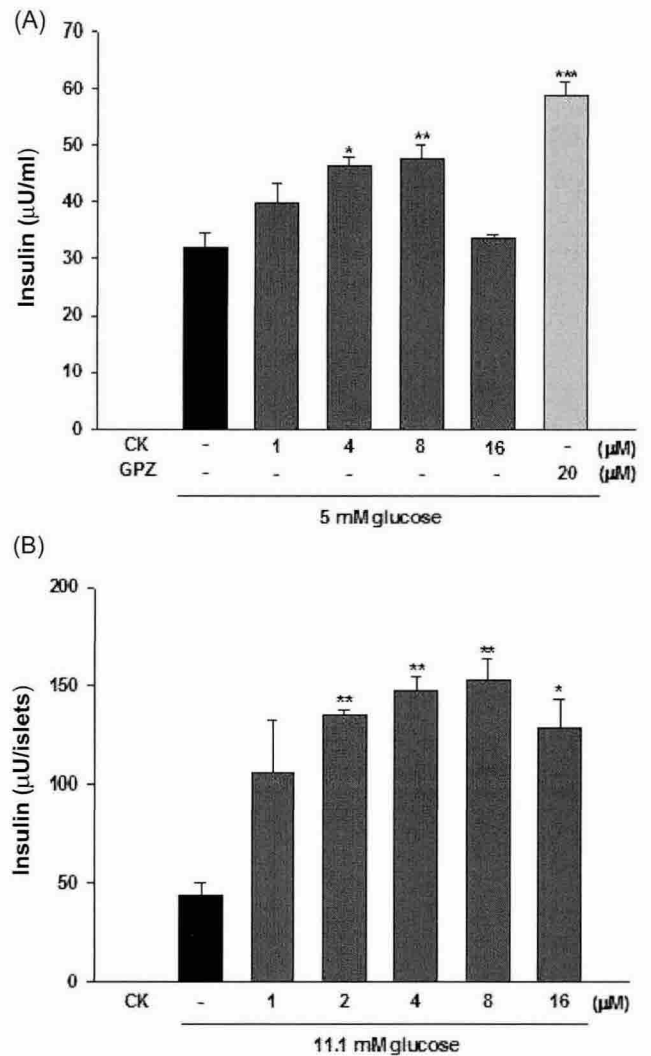 (A)
Insulin (μU/ml)
70
60
50
40
30
20
10
0
* ** ***
CK - 1 4 8 16 - (μM)
GPZ - - - - - 20 (μM)
5 mM glucose
(B)
Insulin (μU/islets)
200
150
100
50
0
** ** ** *
CK - 1 2 4 8 16 (μM)
11.1 mM glucose